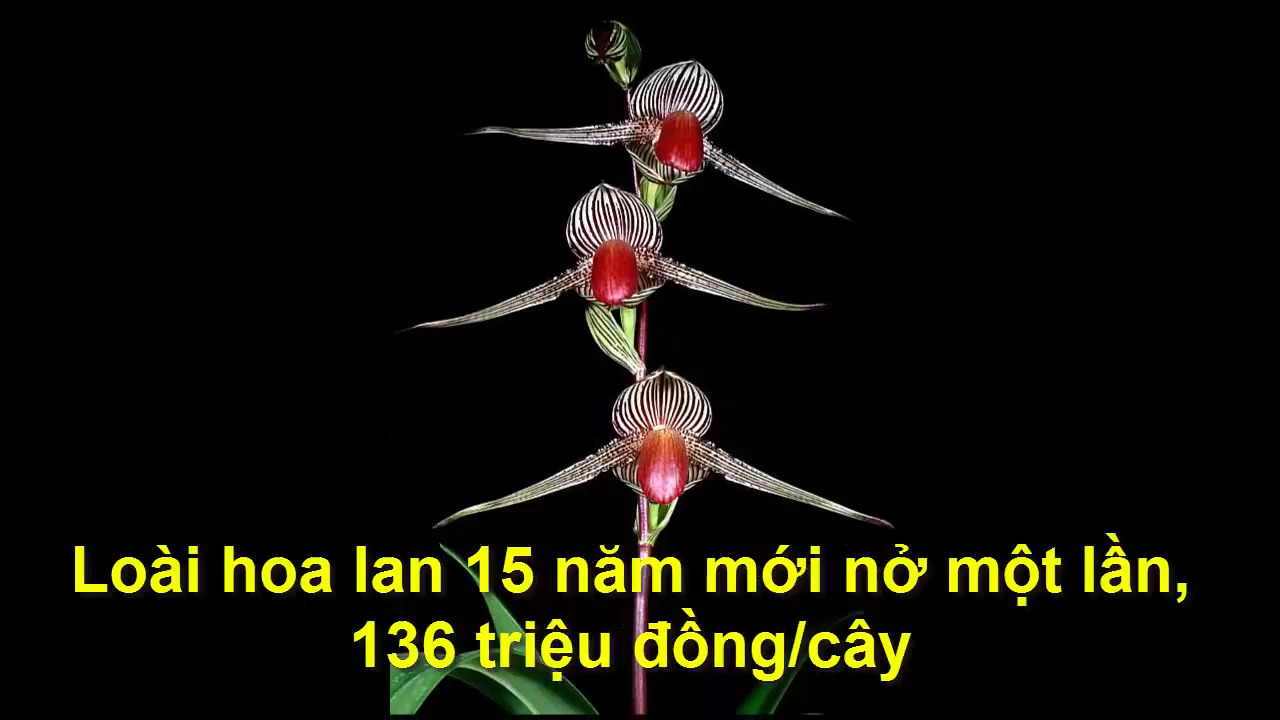 Loài hoa lan 15 năm mới nở một lần,
136 triệu đồng/cây